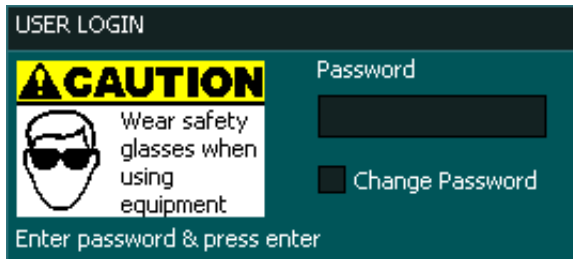 USER LOGIN
CAUTION
Wear safety
glasses when
using
equipment
Password
Change Password
Enter password & press enter